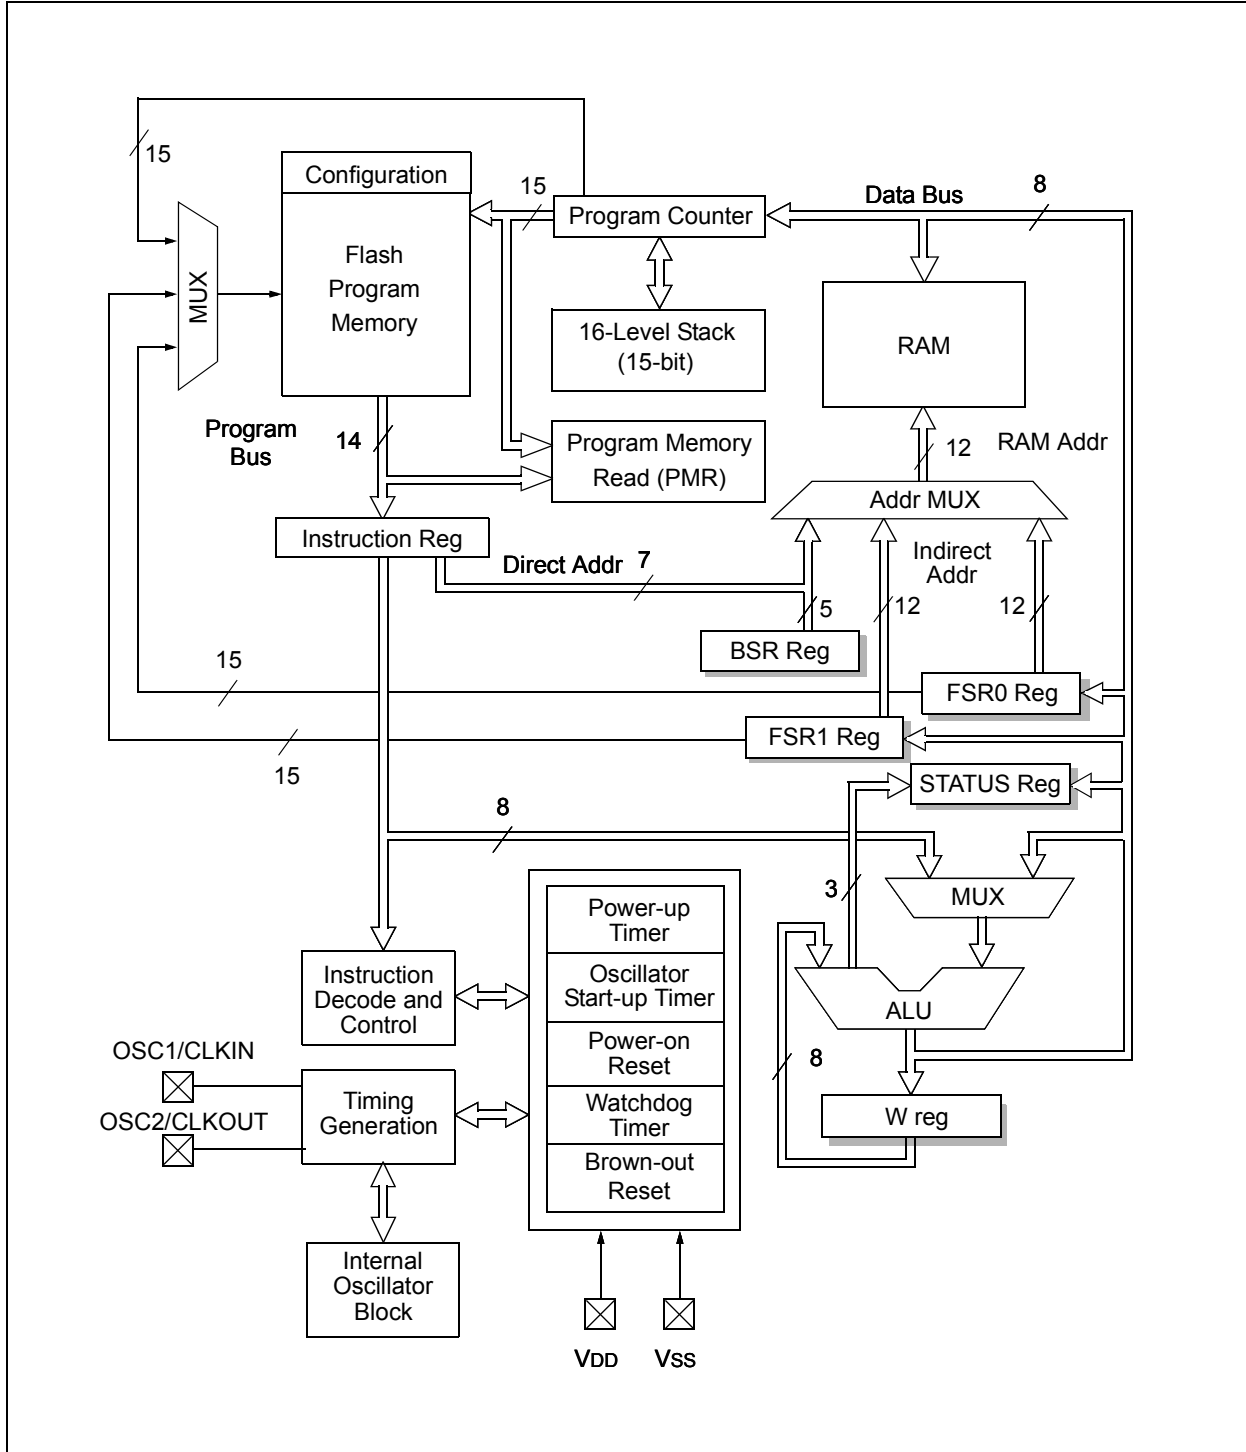 15
Configuration
15
Program Counter
Data Bus
8
MUX
Flash
Program
Memory
16-Level Stack
(15-bit)
RAM
Program
Bus
14
Program Memory
Read (PMR)
12
RAM Addr
Addr MUX
Instruction Reg
Direct Addr
7
Indirect
Addr
5
12
12
BSR Reg
15
FSR0 Reg
FSR1 Reg
15
STATUS Reg
8
3
MUX
Power-up
Timer
Instruction
Decode and
Control
Oscillator
Start-up Timer
ALU
Power-on
Reset
8
OSC1/CLKIN
OSC2/CLKOUT
Timing
Generation
Watchdog
Timer
W reg
Brown-out
Reset
Internal
Oscillator
Block
VDD
VSS